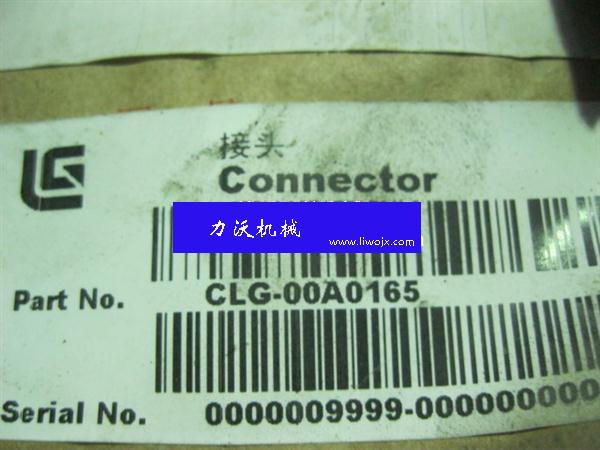 接头
Connector
力沃机械
www.liwojx.com
Part No. CLG-00A0165
Serial No. 0000009999-000000000